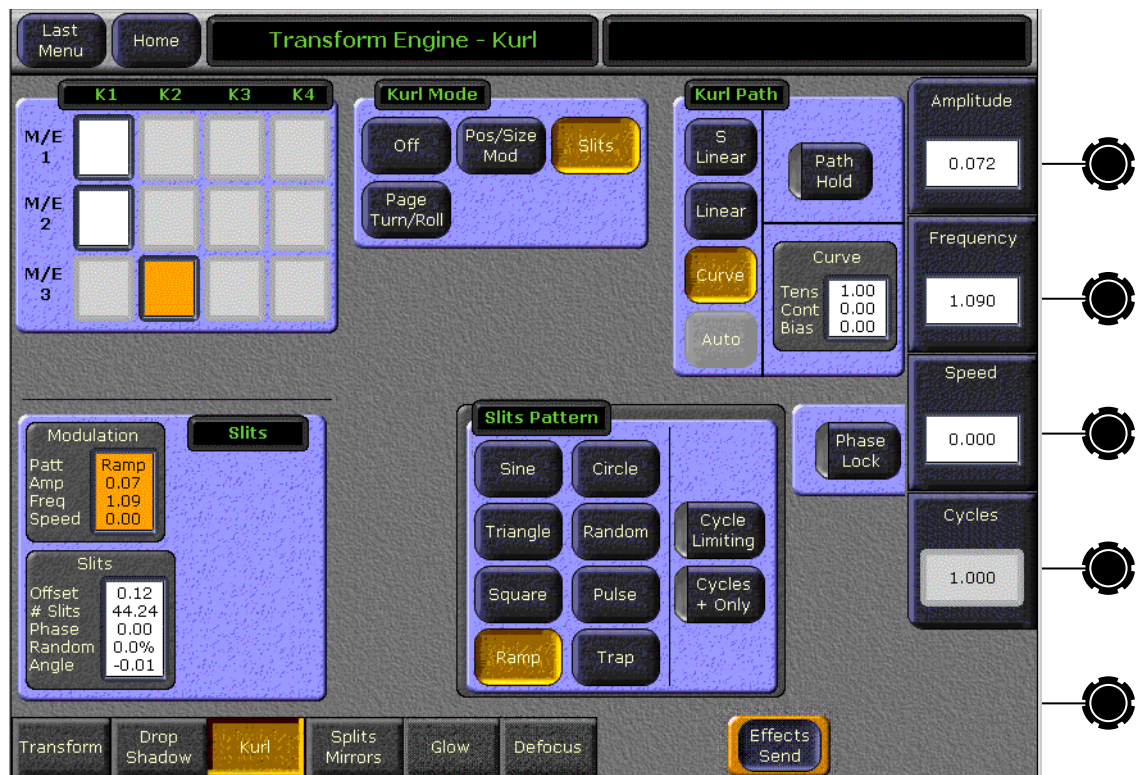 Last
Menu
Home
Transform Engine - Kurl
K1 K2 K3 K4
M/E
1
M/E
2
M/E
3
Kurl Mode
Off
Pos/Size
Mod
Slits
Page
Turn/Roll
Kurl Path
S
Linear
Linear
Curve
Auto
Path
Hold
Curve
Tens 1.00
Cont 0.00
Bias 0.00
Amplitude
0.072
Frequency
1.090
Speed
0.000
Cycles
1.000
Modulation
Patt Ramp
Amp 0.07
Freq 1.09
Speed 0.00
Slits
Slits
Offset 0.12
# Slits 44.24
Phase 0.00
Random 0.0%
Angle -0.01
Slits Pattern
Sine
Circle
Triangle
Random
Square
Pulse
Ramp
Trap
Cycle
Limiting
Cycles
+ Only
Phase
Lock
Transform
Drop
Shadow
Kurl
Splits
Mirrors
Glow
Defocus
Effects
Send